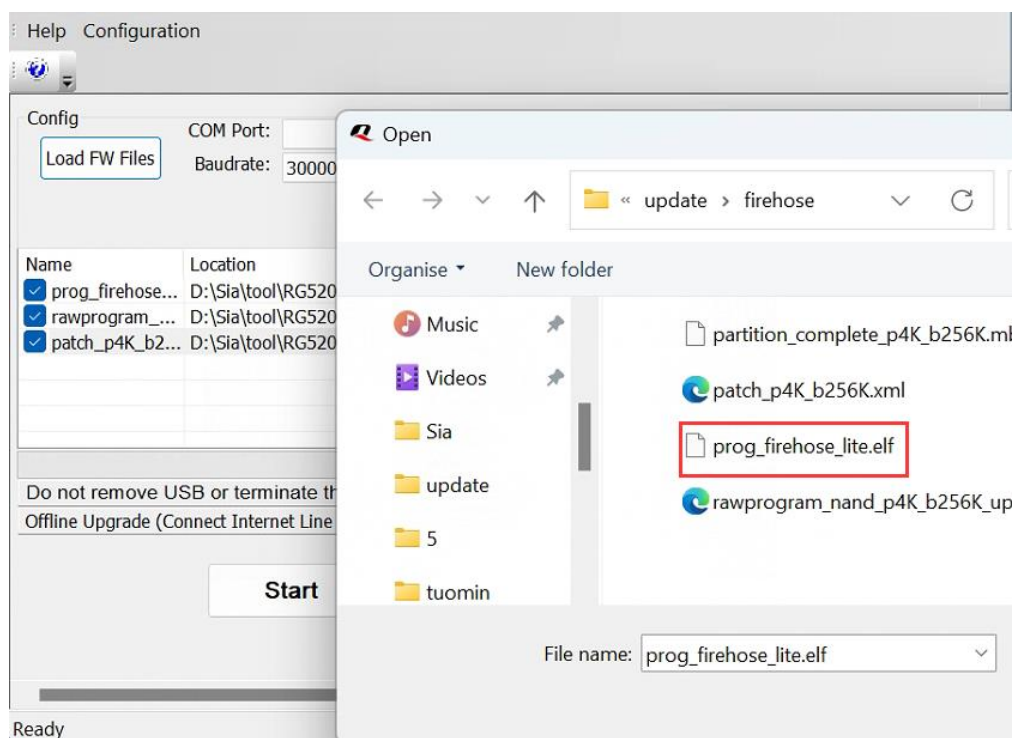 Help Configuration
Config
COM Port:
Load FW Files
Baudrate: 30000
Name Location
prog_firehose... D:\Sia\tool\RG520
rawprogram_... D:\Sia\tool\RG520
patch_p4K_b2... D:\Sia\tool\RG520
Do not remove USB or terminate th
Offline Upgrade (Connect Internet Line
Start
Ready
Open
« update › firehose
Organise New folder
Music
Videos
Sia
update
5
tuomin
partition_complete_p4K_b256K.mb
patch_p4K_b256K.xml
prog_firehose_lite.elf
rawprogram_nand_p4K_b256K_up
File name: prog_firehose_lite.elf